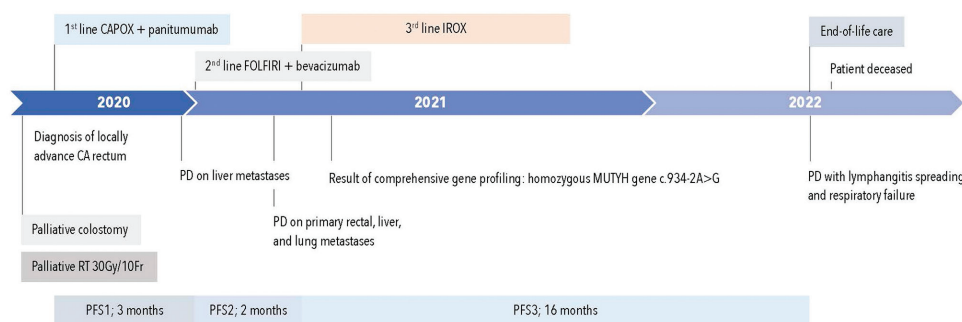 1st line CAPOX + panitumumab
3rd line IROX
End-of-life care
2nd line FOLFIRI + bevacizumab
Patient deceased
2020
2021
2022
Diagnosis of locally
advance CA rectum
PD on liver metastases
Result of comprehensive gene profiling: homozygous MUTYH gene c.934-2A>G
PD with lymphangitis spreading
and respiratory failure
PD on primary rectal, liver,
and lung metastases
Palliative colostomy
Palliative RT 30Gy/10Fr
PFS1; 3 months
PFS2; 2 months
PFS3; 16 months